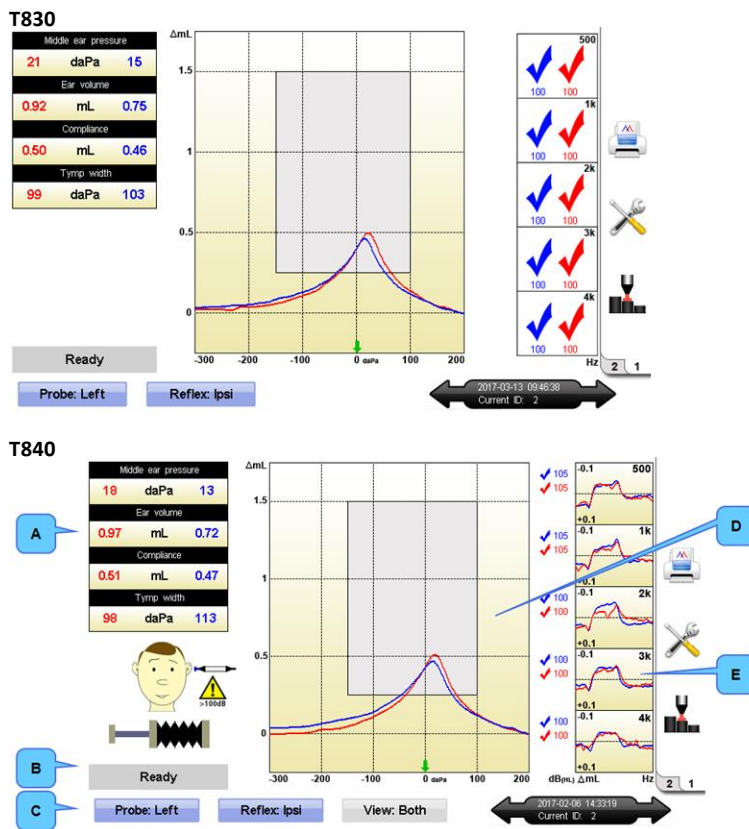 T830
Middle ear pressure
21 daPa 15
Ear volume
0.92 mL 0.75
Compliance
0.50 mL 0.46
Tymp width
99 daPa 103
Ready
Probe: Left
Reflex: Ipsi
ΔmL
1.5
1
0.5
0
-300 -200 -100 0 daPa 100 200
500
100 100
1k
100 100
2k
100 100
3k
100 100
4k
100 100
Hz
2 1
2017-03-13 09:46:38
Current ID: 2
T840
A
Middle ear pressure
18 daPa 13
Ear volume
0.97 mL 0.72
Compliance
0.51 mL 0.47
Tymp width
98 daPa 113
>100dB
B
Ready
C
Probe: Left
Reflex: Ipsi
View: Both
ΔmL
1.5
1
0.5
0
-300 -200 -100 0 daPa 100 200
105
105
-0.1 500
+0.1
105
105
-0.1 1k
+0.1
100
100
-0.1 2k
+0.1
100
100
-0.1 3k
+0.1
100
100
-0.1 4k
+0.1
dB(HL) ΔmL Hz
D
E
2 1
2017-02-06 14:33:19
Current ID: 2